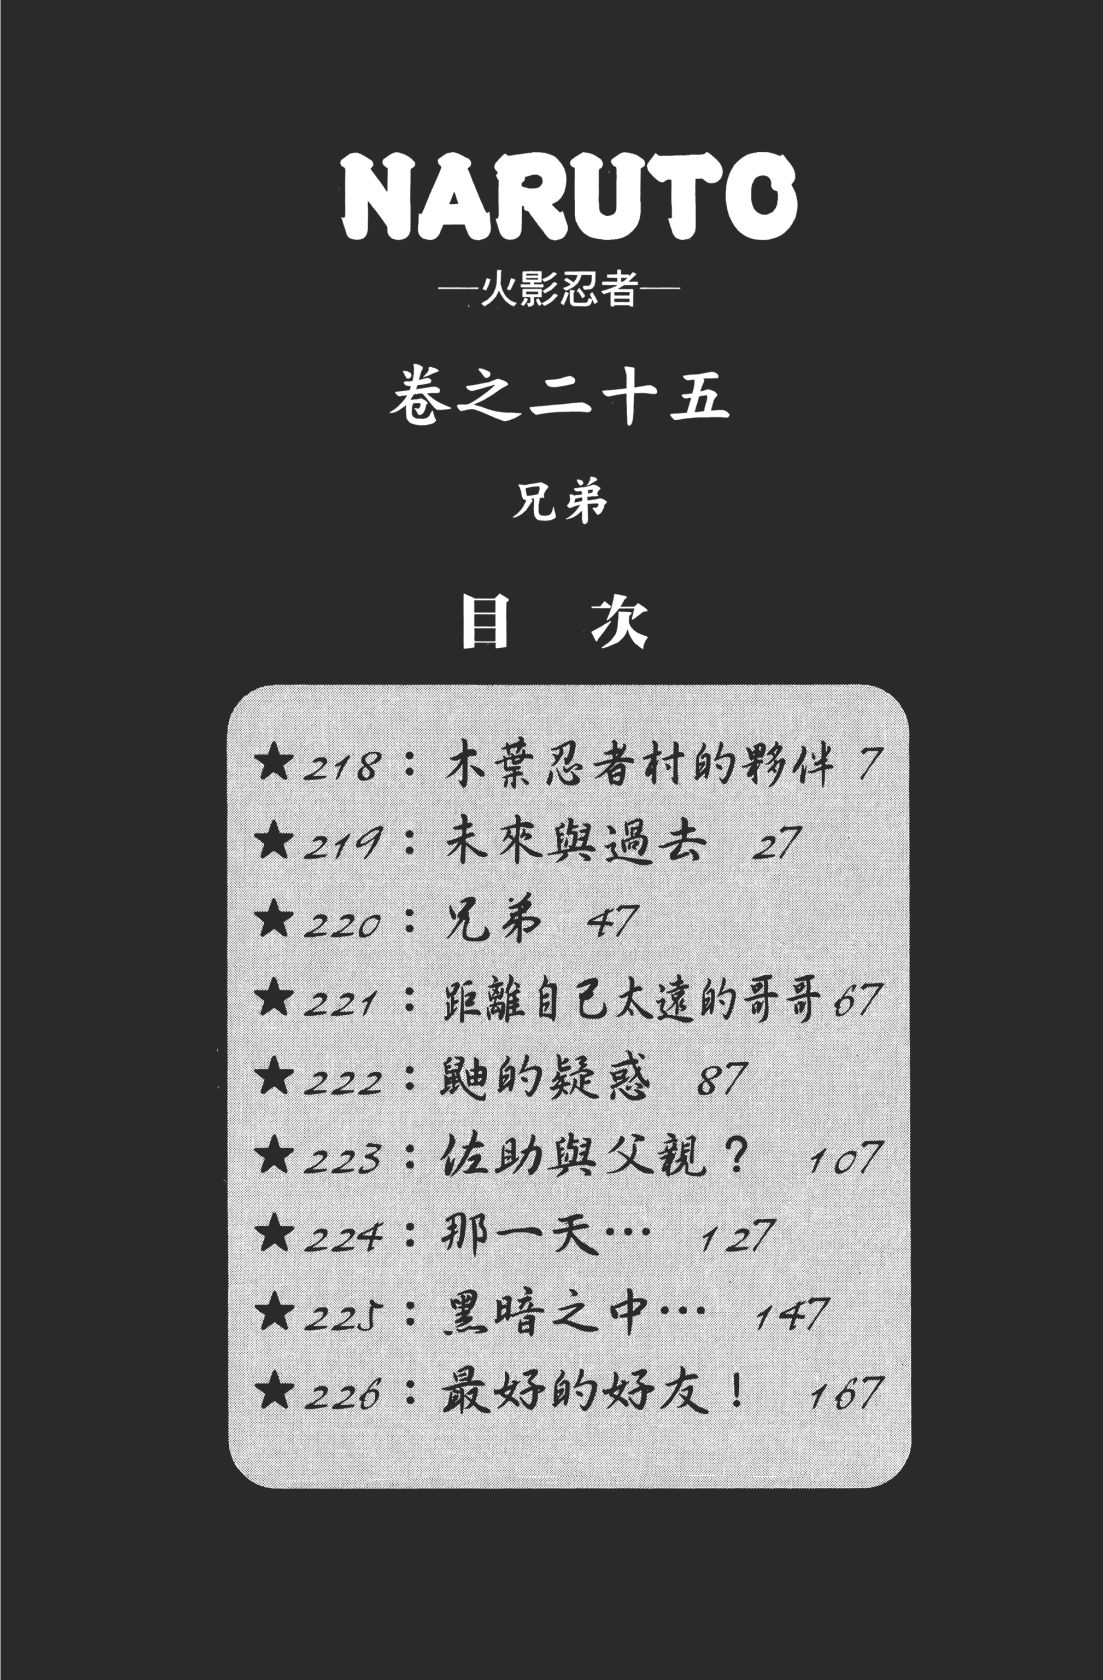 NARUTO
—火影忍者—
卷之二十五
兄弟
目 次
★218：木葉忍者村的夥伴 7
★219：未來與過去 27
★220：兄弟 47
★221：距離自己太遠的哥哥 67
★222：鼬的疑惑 87
★223：佐助與父親？ 107
★224：那一天… 127
★225：黑暗之中… 147
★226：最好的好友！ 167